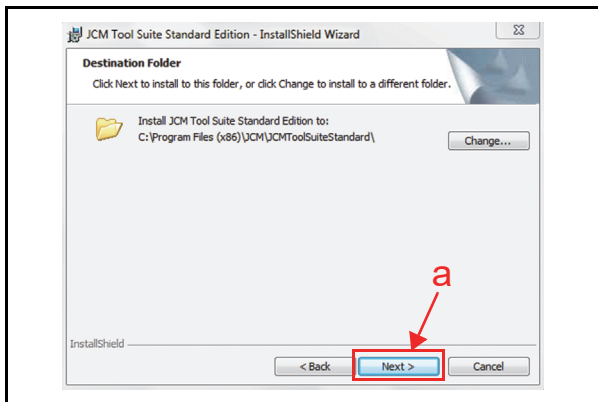 JCM Tool Suite Standard Edition - InstallShield Wizard
Destination Folder
Click Next to install to this folder, or click Change to install to a different folder.
Install JCM Tool Suite Standard Edition to:
C:\Program Files (x86)\JCM\JCMToolSuiteStandard\
Change...
a
InstallShield
< Back
Next >
Cancel